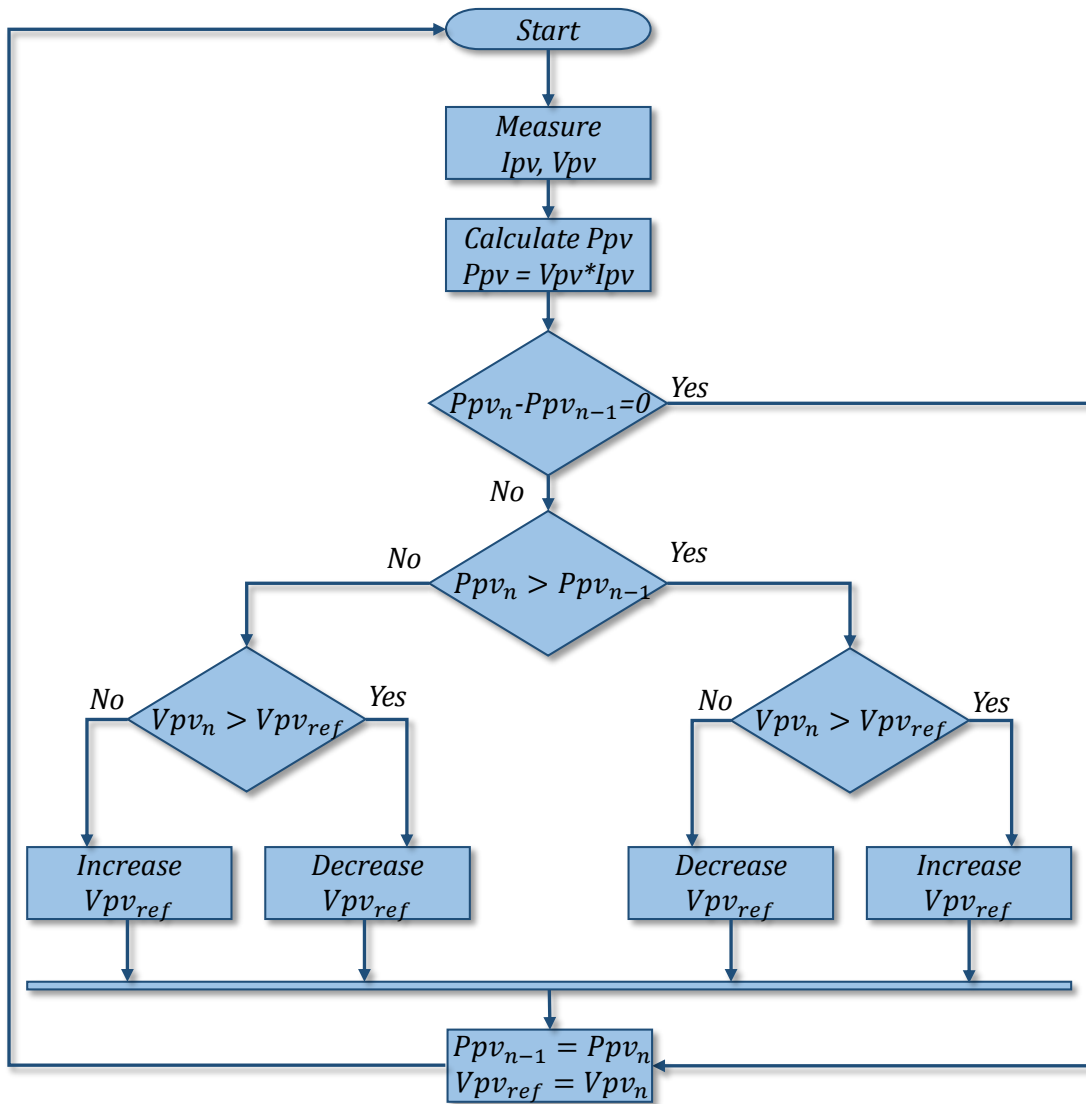 Start
Measure
Ipv, Vpv
Calculate Ppv
Ppv = Vpv*Ipv
Ppvₙ-Ppvₙ₋₁=0
Yes
No
Ppvₙ > Ppvₙ₋₁
No
Yes
Vpvₙ > Vpv_ref
No
Yes
Vpvₙ > Vpv_ref
No
Yes
Increase
Vpv_ref
Decrease
Vpv_ref
Decrease
Vpv_ref
Increase
Vpv_ref
Ppvₙ₋₁ = Ppvₙ
Vpv_ref = Vpvₙ